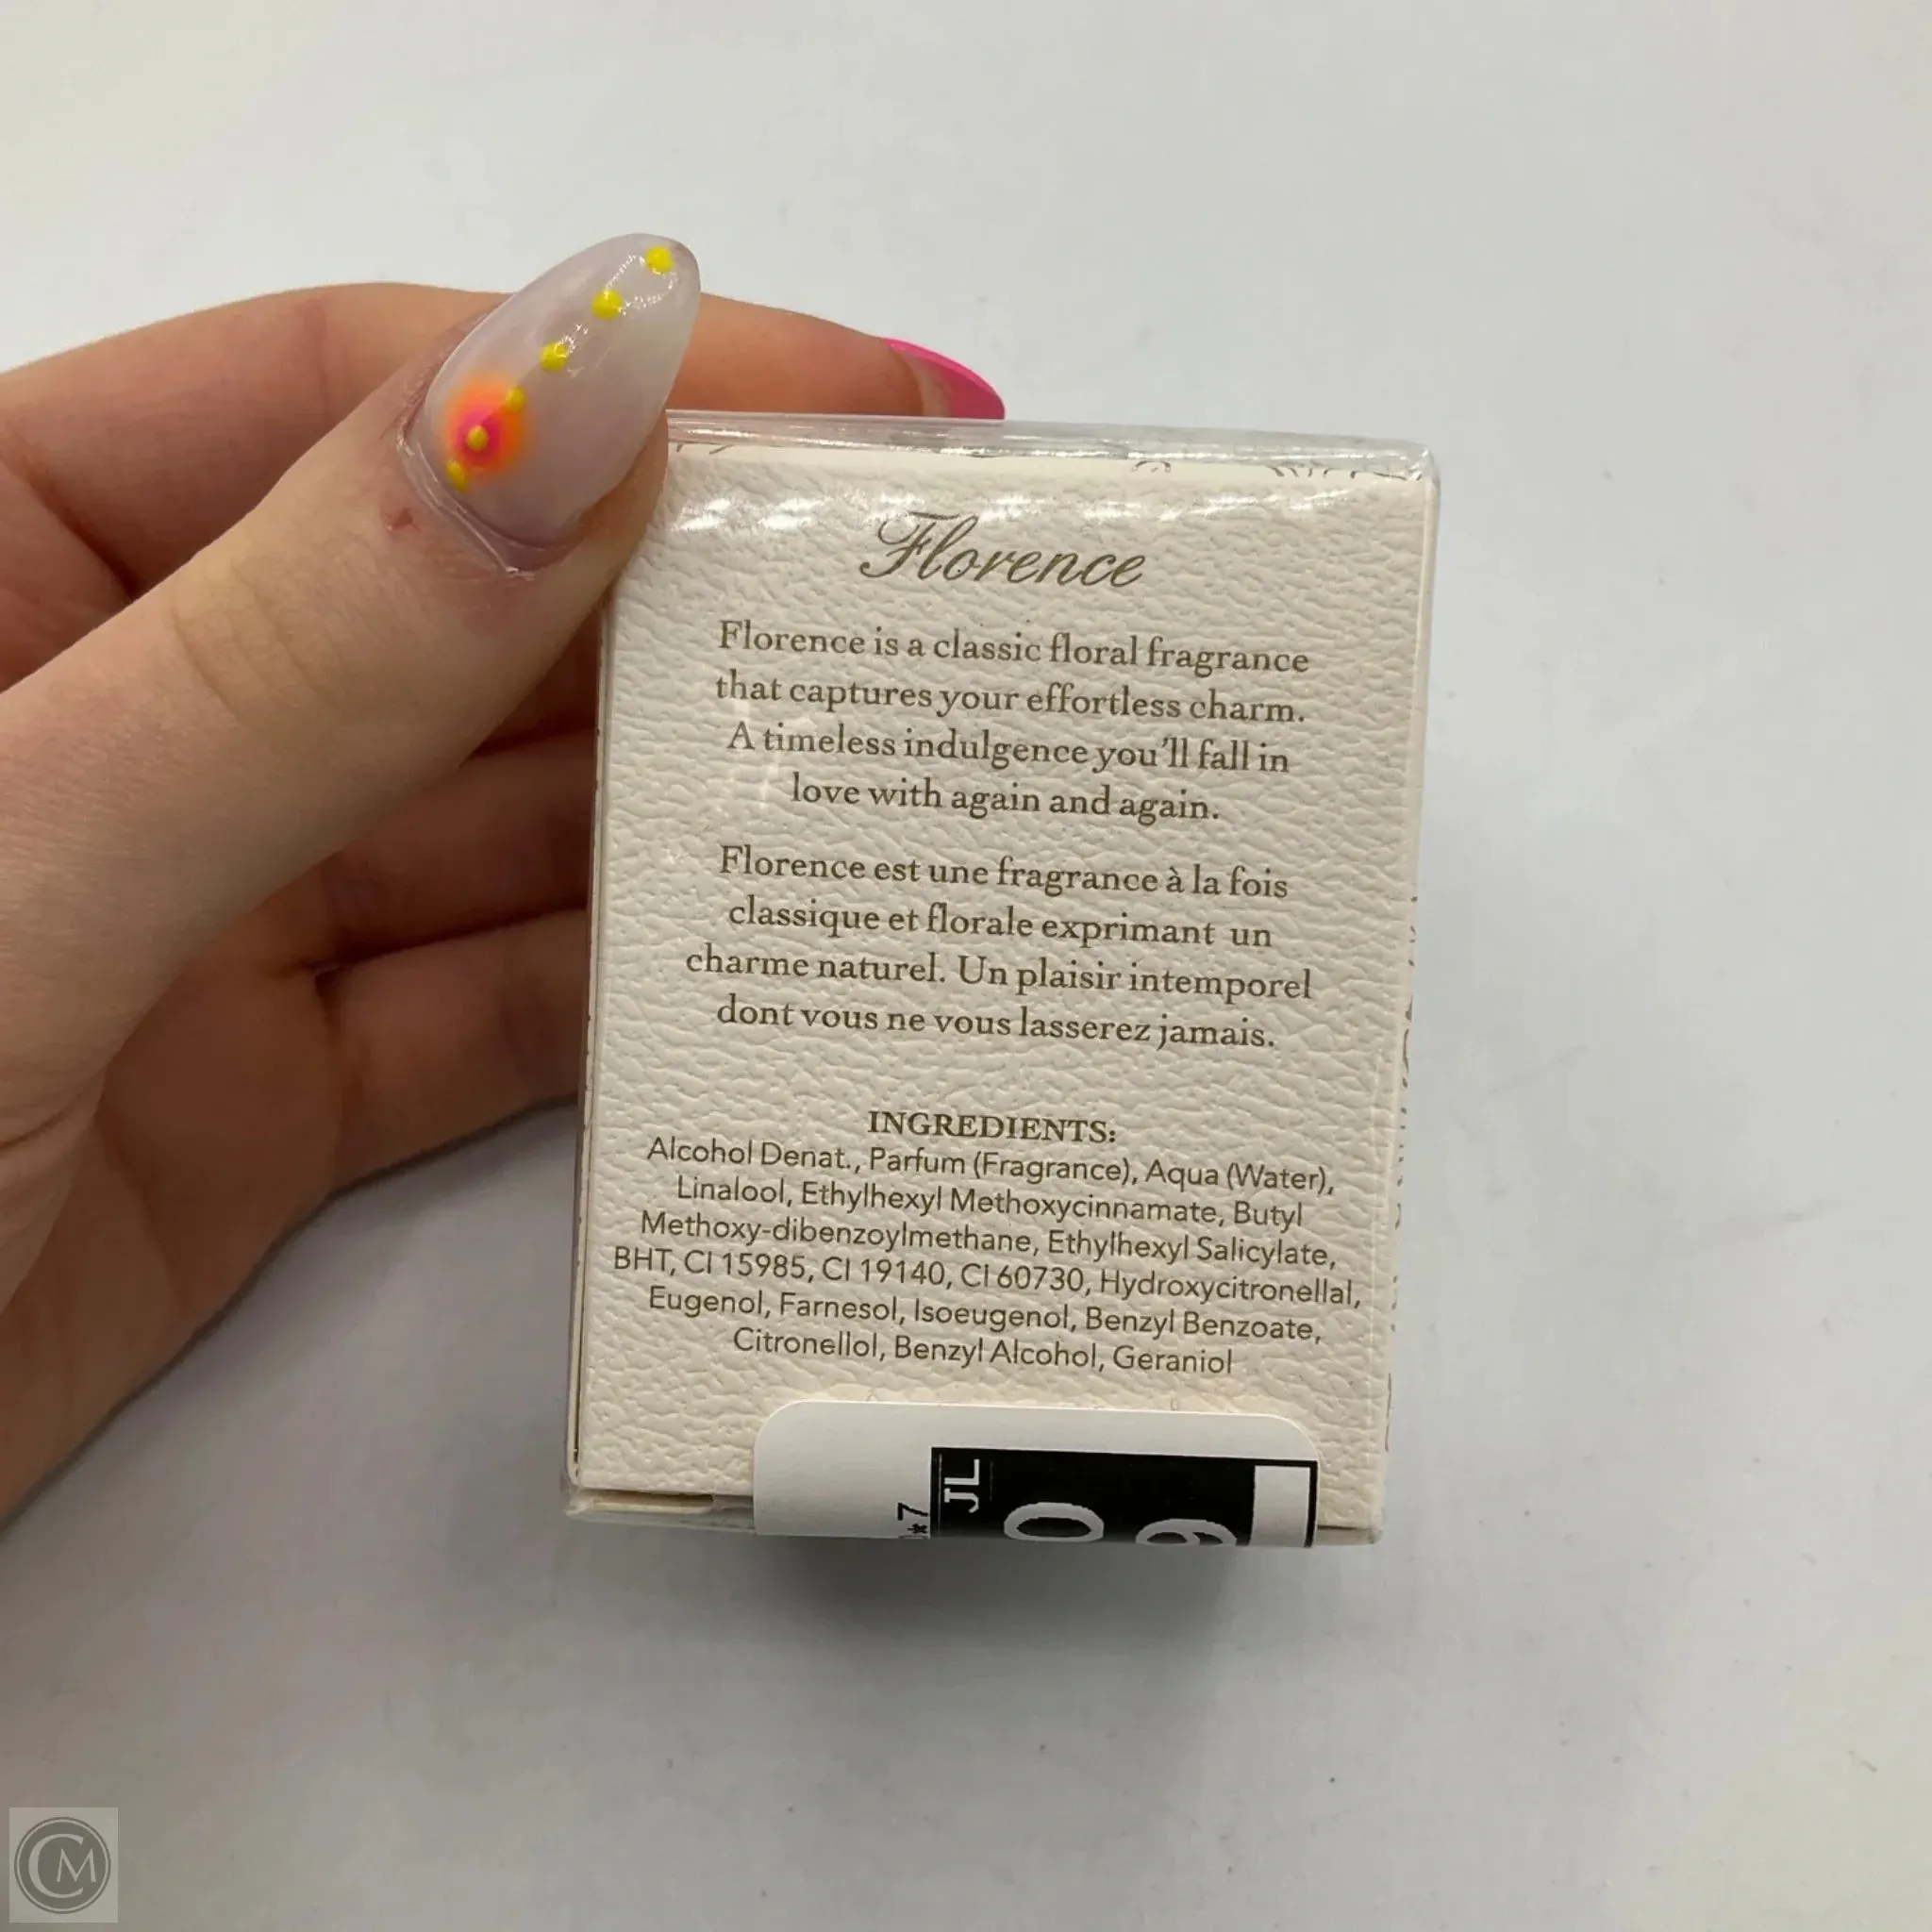 Florence
Florence is a classic floral fragrance
that captures your effortless charm.
A timeless indulgence you'll fall in
love with again and again.
Florence est une fragrance à la fois
classique et florale exprimant un
charme naturel. Un plaisir intemporel
dont vous ne vous lasserez jamais.
INGREDIENTS:
Alcohol Denat., Parfum (Fragrance), Aqua (Water),
Linalool, Ethylhexyl Methoxycinnamate, Butyl
Methoxy-dibenzoylmethane, Ethylhexyl Salicylate,
BHT, CI 15985, CI 19140, CI 60730, Hydroxycitronellal,
Eugenol, Farnesol, Isoeugenol, Benzyl Benzoate,
Citronellol, Benzyl Alcohol, Geraniol
JL
CM